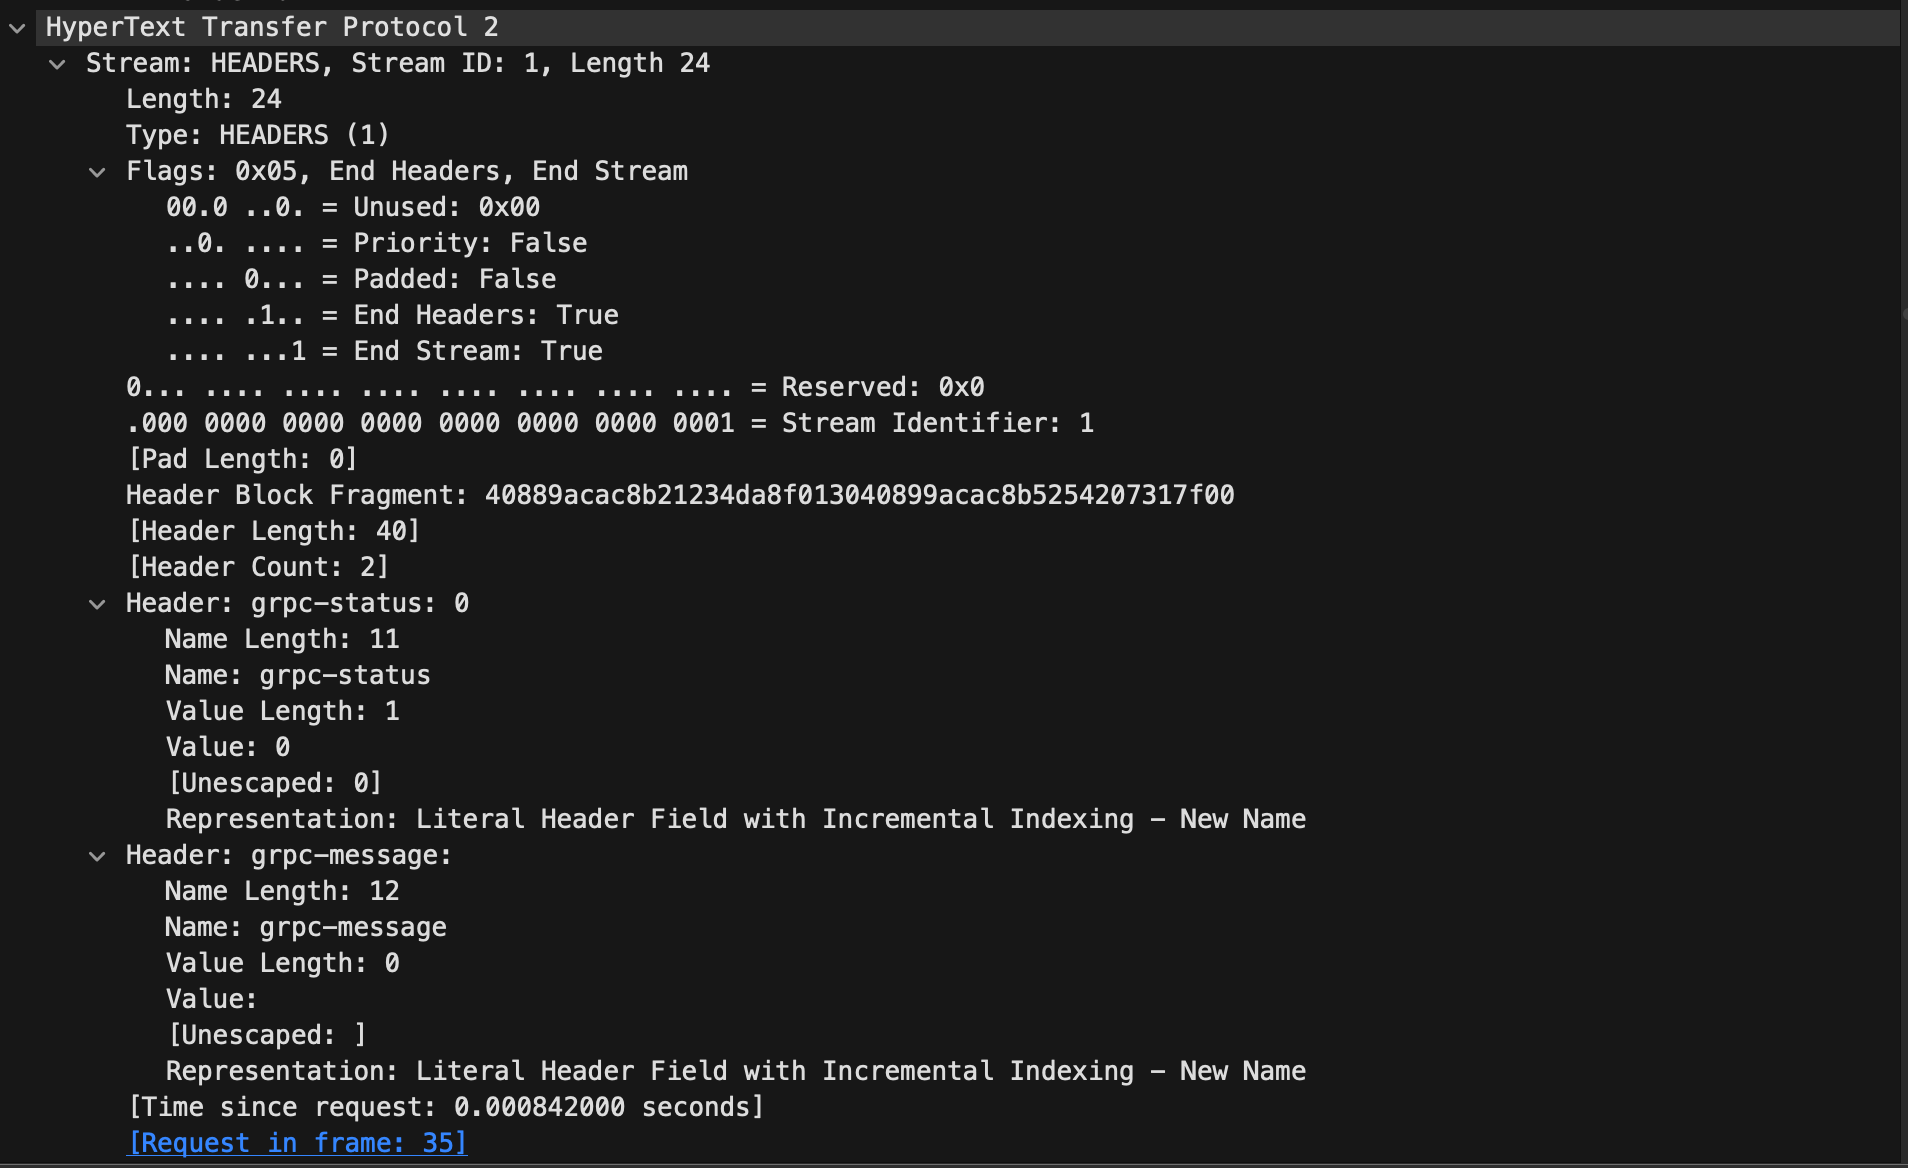 HyperText Transfer Protocol 2
Stream: HEADERS, Stream ID: 1, Length 24
Length: 24
Type: HEADERS (1)
Flags: 0x05, End Headers, End Stream
00.0 ..0. = Unused: 0x00
..0. .... = Priority: False
.... 0... = Padded: False
.... .1.. = End Headers: True
.... ...1 = End Stream: True
0... .... .... .... .... .... .... .... = Reserved: 0x0
.000 0000 0000 0000 0000 0000 0000 0001 = Stream Identifier: 1
[Pad Length: 0]
Header Block Fragment: 40889acac8b21234da8f013040899acac8b5254207317f00
[Header Length: 40]
[Header Count: 2]
Header: grpc-status: 0
Name Length: 11
Name: grpc-status
Value Length: 1
Value: 0
[Unescaped: 0]
Representation: Literal Header Field with Incremental Indexing - New Name
Header: grpc-message:
Name Length: 12
Name: grpc-message
Value Length: 0
Value:
[Unescaped: ]
Representation: Literal Header Field with Incremental Indexing - New Name
[Time since request: 0.000842000 seconds]
[Request in frame: 35]